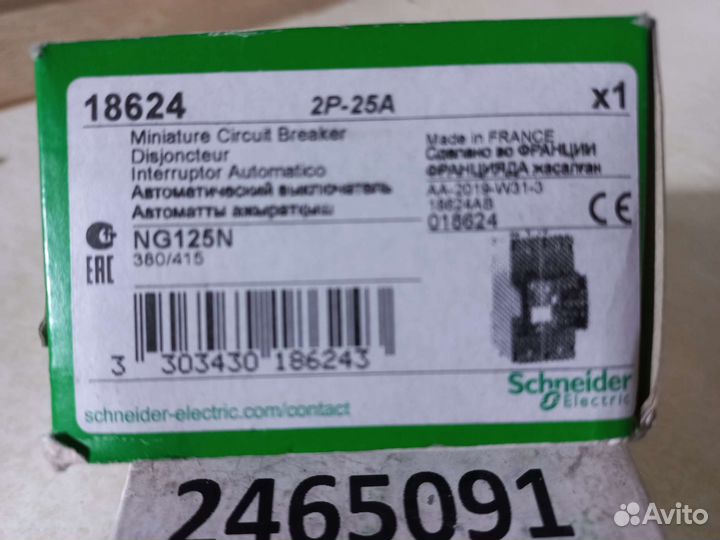 18624 2P-25A x1
Miniature Circuit Breaker
Disjoncteur
Interruptor Automatico
Автоматический выключатель
Автоматты ажыратқыш
Made in FRANCE
Сделано во ФРАНЦИИ
ФРАНЦИЯДА жасалған
AA-2019-W31-3
18624AB
018624
CE
EAC
NG125N
380/415
3 303430 186243
Schneider
Electric
schneider-electric.com/contact
2465091
Avito